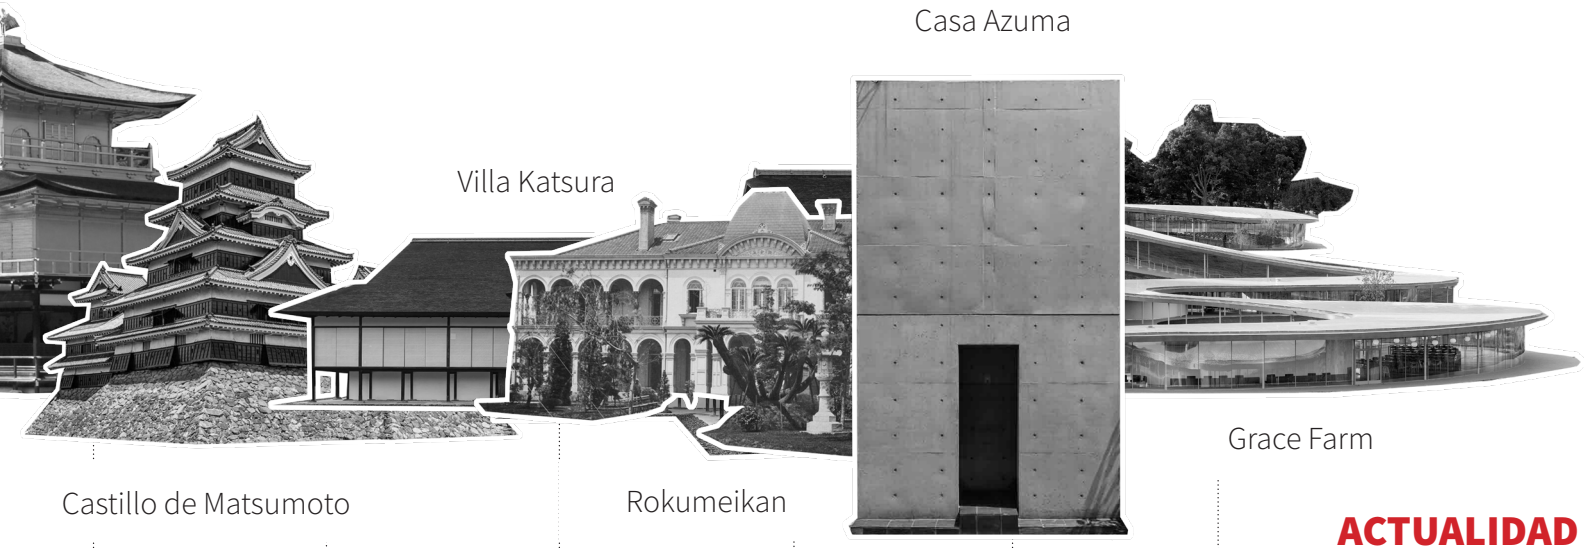 Casa Azuma
Villa Katsura
Grace Farm
Castillo de Matsumoto
Rokumeikan
ACTUALIDAD